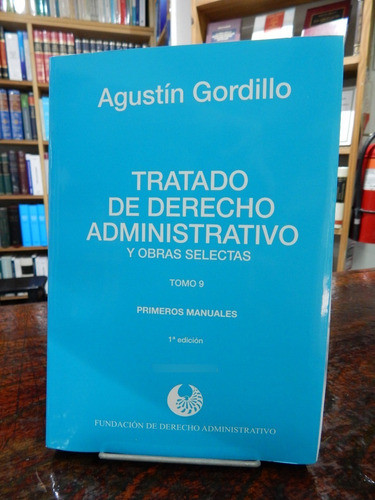 Agustín Gordillo
TRATADO
DE DERECHO
ADMINISTRATIVO
Y OBRAS SELECTAS
TOMO 9
PRIMEROS MANUALES
1ª edición
FUNDACIÓN DE DERECHO ADMINISTRATIVO